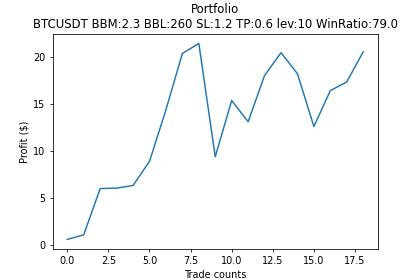 Portfolio
BTCUSDT BBM:2.3 BBL:260 SL:1.2 TP:0.6 lev:10 WinRatio:79.0
20
15
10
5
0
Profit ($)
0.0 2.5 5.0 7.5 10.0 12.5 15.0 17.5
Trade counts